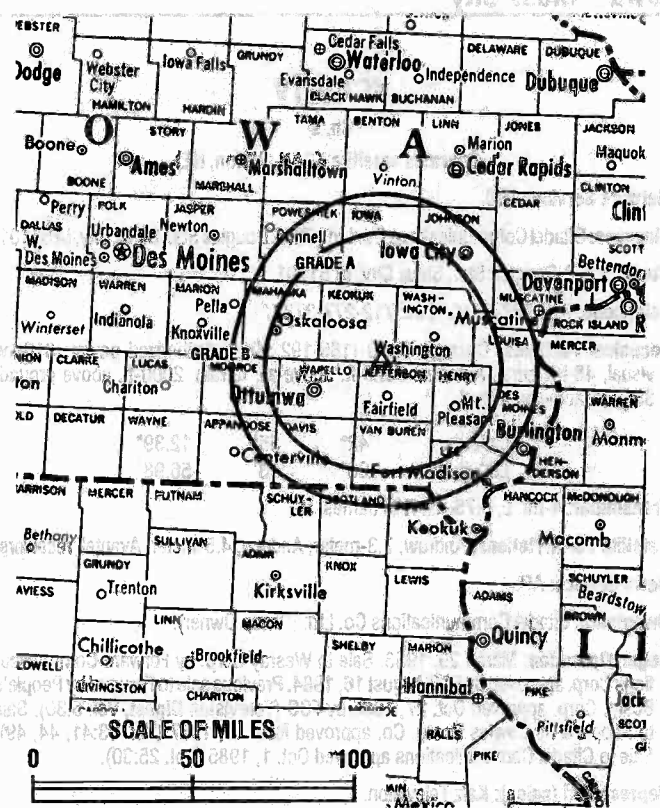 EBSTER
GRUNDY
Cedar Falls
DELAWARE
DUBUQUE
Dodge
Webster City
Iowa Falls
Waterloo
Evansdale
Independence
Dubuque
HAMILTON
HARDIN
BLACK HAWK
BUCHANAN
O W A
STORY
TAMA
BENTON
LINN
JONES
JACKSON
Boone
Ames
Marshalltown
Marion
Cedar Rapids
Maquok
Vinton
BOONE
MARSHALL
CLINTON
Perry
POLK
JASPER
POWESHIEK
IOWA
JOHNSON
CEDAR
Clint
DALLAS
Urbandale
Newton
GRADE A
Iowa City
SCOTT
W. Des Moines
Des Moines
Bettendor
Davenport
MADISON
WARREN
MARION
MAHASKA
KEOKUK
WASHINGTON
MUSCATINE
Pella
Oskaloosa
Muscatine
ROCK ISLAND
Winterset
Indianola
Knoxville
Washington
LOUISA
MERCER
CLARKE
LUCAS
GRADE B
MONROE
WAPELLO
JEFFERSON
HENRY
ton
Chariton
Ottumwa
Fairfield
Mt. Pleasant
DES MOINES
WARREN
DECATUR
WAYNE
APPANOOSE
DAVIS
VAN BUREN
Burlington
Monm
LEE
Centerville
Fort Madison
HENDERSON
MERCER
PUTNAM
SCHUYLER
SCOTLAND
HANCOCK
McDONOUGH
Bethany
SULLIVAN
ADAIR
Keokuk
Macomb
GRUNDY
KNOX
Trenton
Kirksville
LEWIS
ADAMS
SCHUYLER
Beardstow
AVIESS
LINN
MACON
BROWN
Chillicothe
Brookfield
SHELBY
MARION
Quincy
LIVINGSTON
CHARITON
Hannibal
PIKE
Jack
RALLS
Pittsfield
PIKE
SCALE OF MILES
0 50 100
Mexico